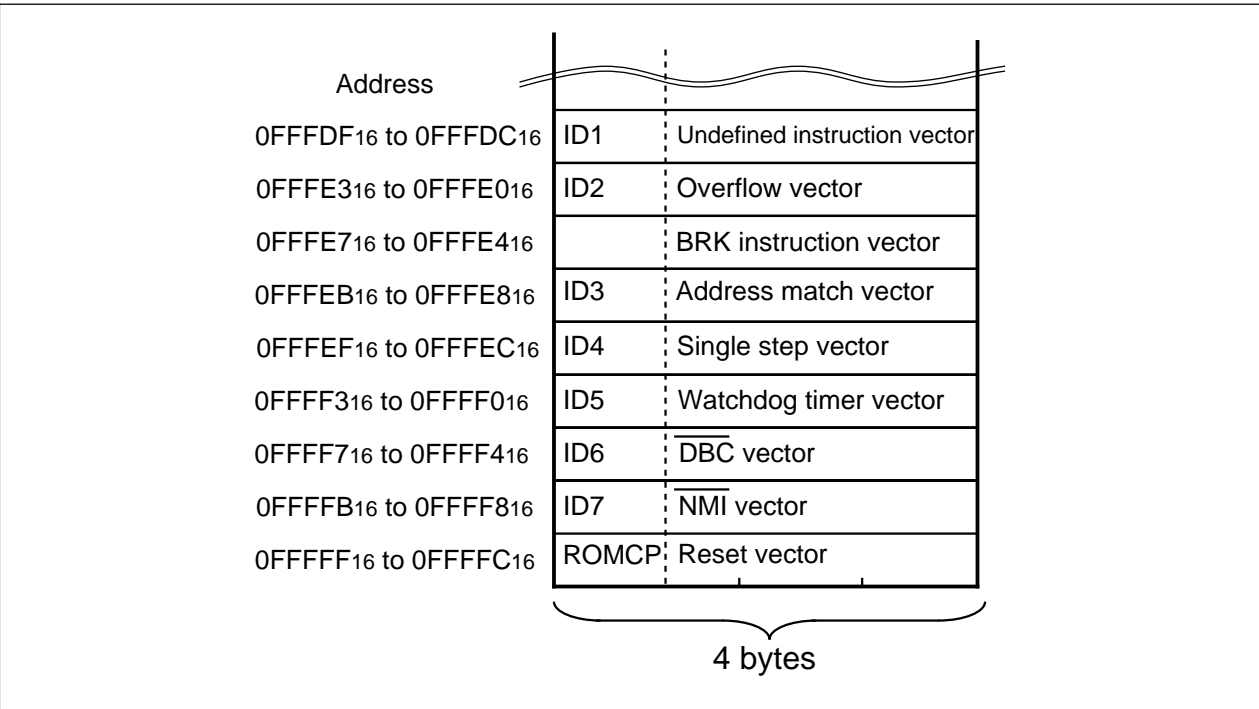 Address
0FFFDF16 to 0FFFDC16 ID1 Undefined instruction vector
0FFFE316 to 0FFFE016 ID2 Overflow vector
0FFFE716 to 0FFFE416 BRK instruction vector
0FFFEB16 to 0FFFE816 ID3 Address match vector
0FFFEF16 to 0FFFEC16 ID4 Single step vector
0FFFF316 to 0FFFF016 ID5 Watchdog timer vector
0FFFF716 to 0FFFF416 ID6 DBC vector
0FFFFB16 to 0FFFF816 ID7 NMI vector
0FFFFF16 to 0FFFFC16 ROMCP Reset vector
4 bytes